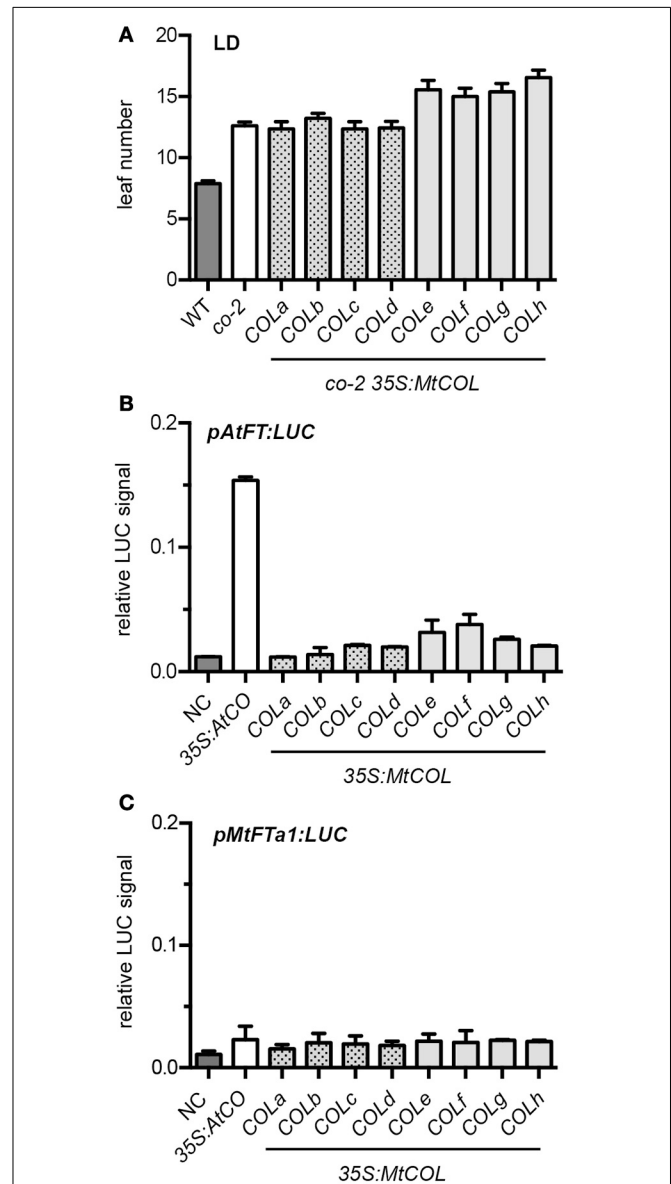 A
LD
20
15
10
5
0
leaf number
WT
co-2
COLa
COLb
COLc
COLd
COLe
COLf
COLg
COLh
co-2 35S:MtCOL
B
pAtFT:LUC
0.2
0.1
0.0
relative LUC signal
NC
35S:AtCO
COLa
COLb
COLc
COLd
COLe
COLf
COLg
COLh
35S:MtCOL
C
pMtFTa1:LUC
0.2
0.1
0.0
relative LUC signal
NC
35S:AtCO
COLa
COLb
COLc
COLd
COLe
COLf
COLg
COLh
35S:MtCOL